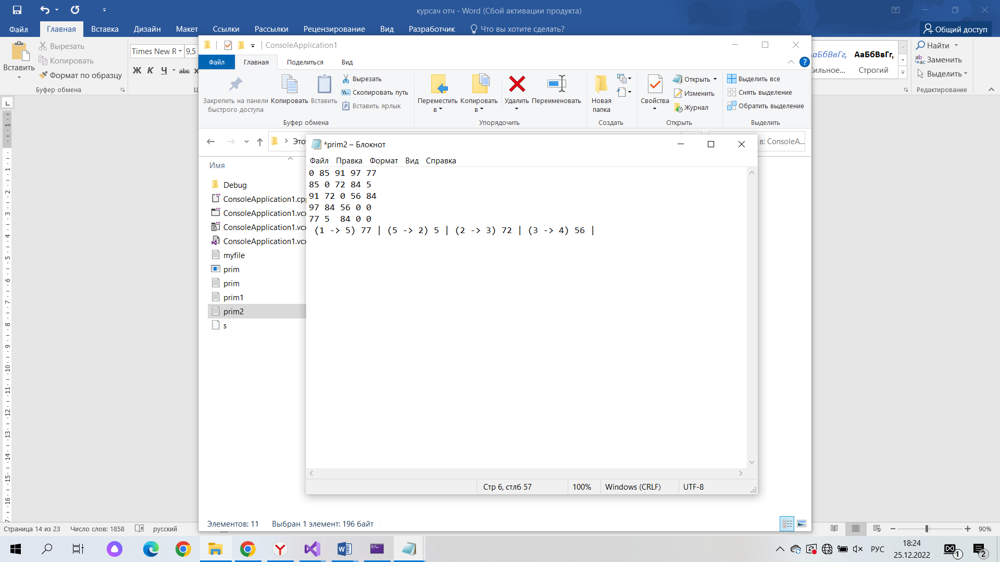 курсач отч - Word (Сбой активации продукта)
Файл Главная Вставка Дизайн Макет Ссылки Рассылки Рецензирование Вид Разработчик Что вы хотите сделать? Общий доступ
Вставить
Вырезать
Копировать
Формат по образцу
Буфер обмена
Times New R 9,5
Ж К Ч abc
ConsoleApplication1
Файл Главная Поделиться Вид
Закрепить на панели быстрого доступа
Копировать
Вставить
Вырезать
Скопировать путь
Вставить ярлык
Буфер обмена
Переместить в
Копировать в
Удалить
Переименовать
Упорядочить
Новая папка
Создать
Свойства
Открыть
Изменить
Журнал
Открыть
Выделить все
Снять выделение
Обратить выделение
Выделить
АаБбВвГг,
АаБбВвГг,
Строгий
Найти
Заменить
Выделить
Редактирование
в: ConsoleA...
Имя
Debug
ConsoleApplication1.cpp
ConsoleApplication1.vcx
ConsoleApplication1.vcx
ConsoleApplication1.vcx
myfile
prim
prim
prim1
prim2
s
*prim2 – Блокнот
Файл Правка Формат Вид Справка
0 85 91 97 77
85 0 72 84 5
91 72 0 56 84
97 84 56 0 0
77 5  84 0 0
(1 -> 5) 77 | (5 -> 2) 5 | (2 -> 3) 72 | (3 -> 4) 56 |
Стр 6, стлб 57 100% Windows (CRLF) UTF-8
Элементов: 11 Выбран 1 элемент: 196 байт
Страница 14 из 23 Число слов: 1858 русский 90%
РУС
18:24
25.12.2022
1
2